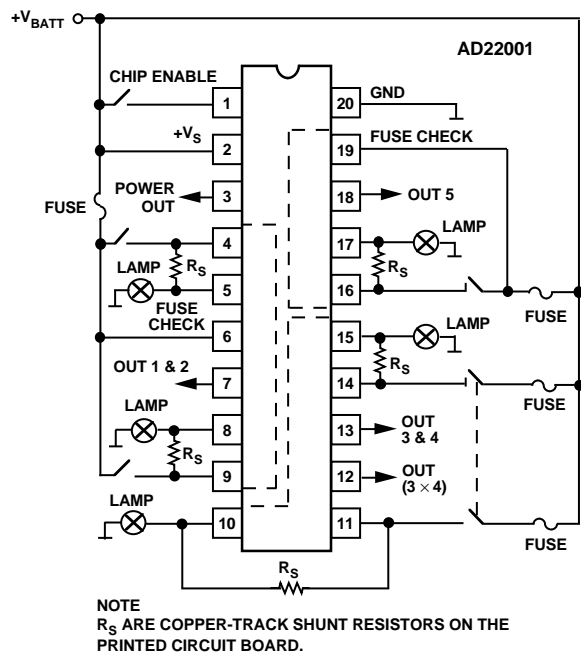 +VBATT
AD22001
CHIP ENABLE
1
20
GND
+VS
2
19
FUSE CHECK
FUSE
POWER
OUT
3
18
OUT 5
4
17
LAMP
RS
RS
LAMP
5
16
FUSE
FUSE
CHECK
6
15
LAMP
RS
OUT 1 & 2
7
14
FUSE
LAMP
8
13
OUT
3 & 4
RS
9
12
OUT
(3 × 4)
LAMP
10
11
FUSE
RS
NOTE
RS ARE COPPER-TRACK SHUNT RESISTORS ON THE
PRINTED CIRCUIT BOARD.